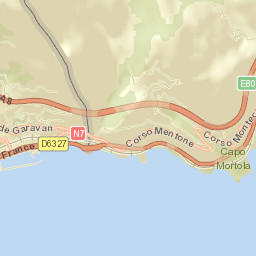 E80
A8
de Garavan
N7
Corso Mentone
Corso Montec
France
D6327
Capo
Mortola